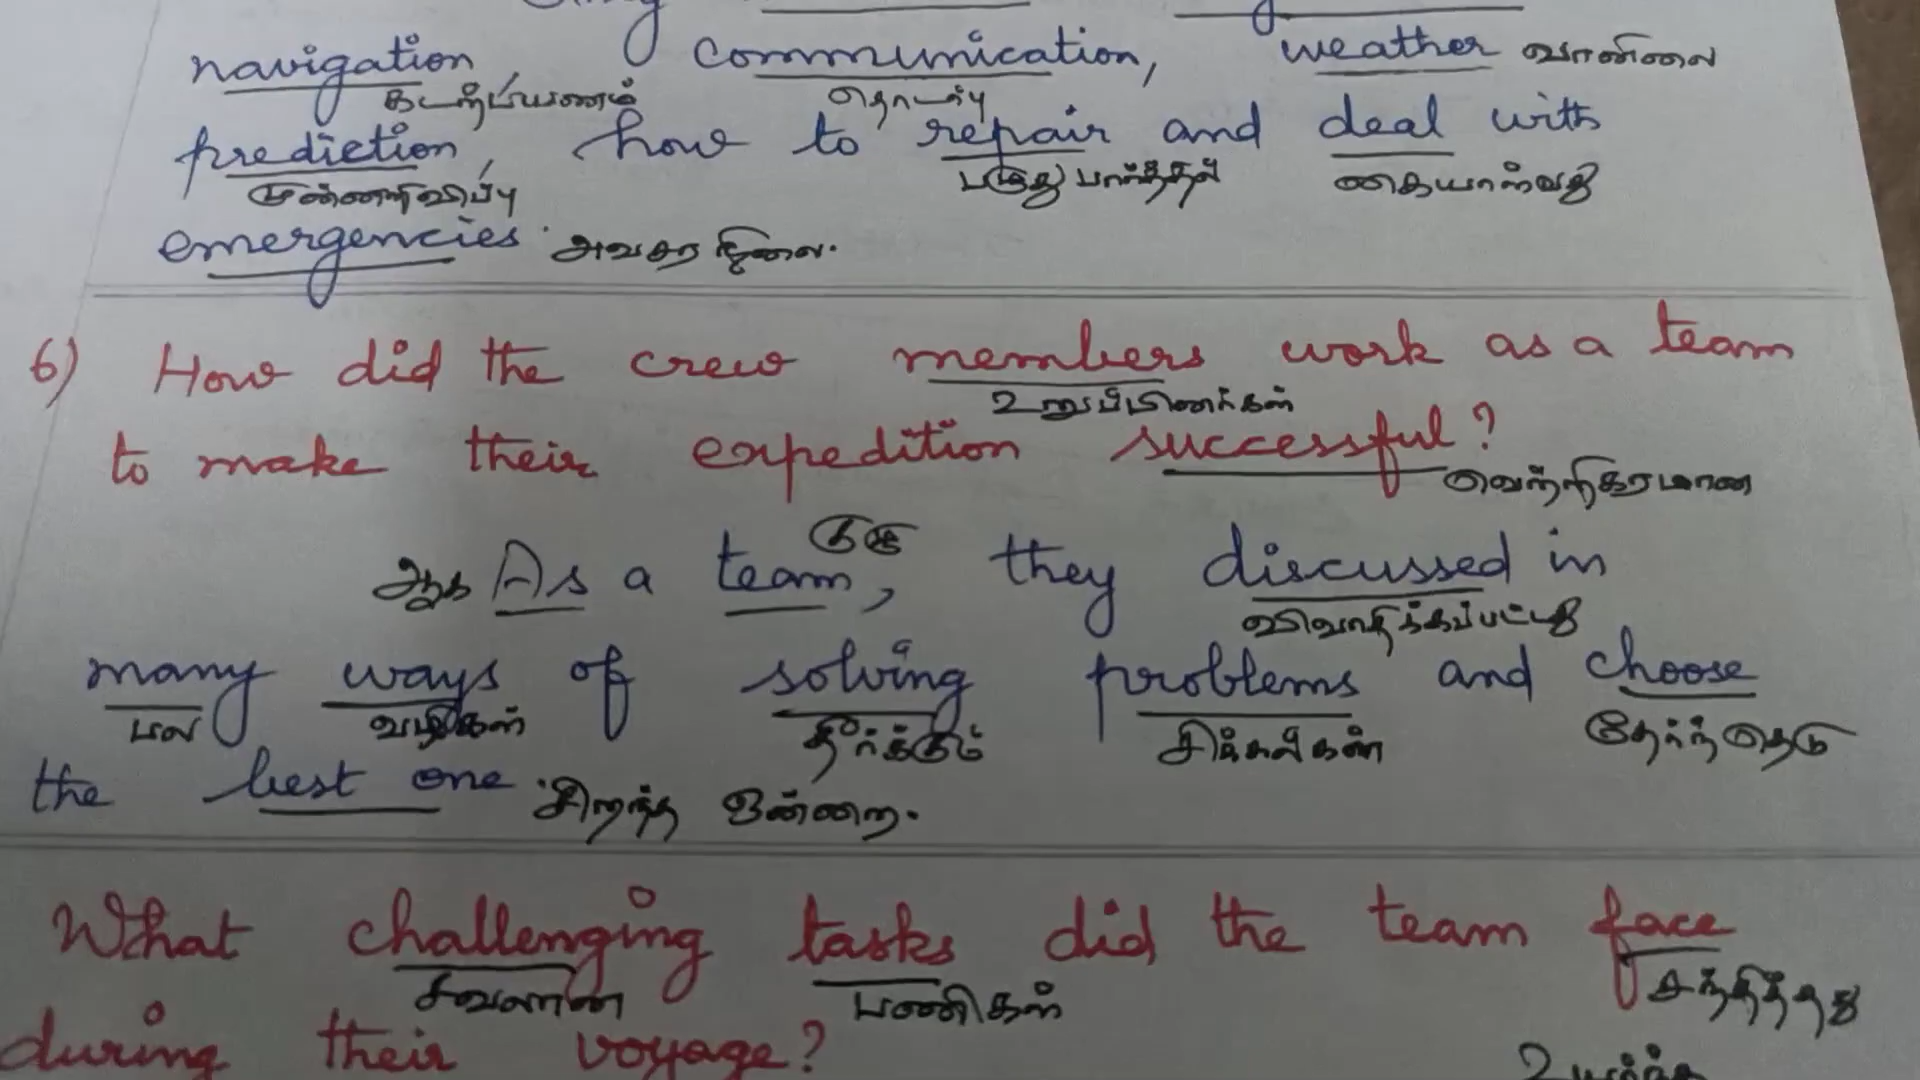 navigation, communication, weather வானிலை
கடற்பயணம் தொடர்பு
prediction, how to repair and deal with
முன்னறிவிப்பு பழுது பார்த்தல் கையாள்வது
emergencies. அவசர நிலை.
6) How did the crew members work as a team
உறுப்பினர்கள்
to make their expedition successful?
வெற்றிகரமான
குழு
ஆக As a team, they discussed in
விவாதிக்கப்பட்டது
many ways of solving problems and choose
பல வழிகள் தீர்க்கும் சிக்கல்கள் தேர்ந்தெடு
the best one. சிறந்த ஒன்றை.
What challenging tasks did the team face
சவாலான பணிகள் சந்தித்தது
during their voyage?